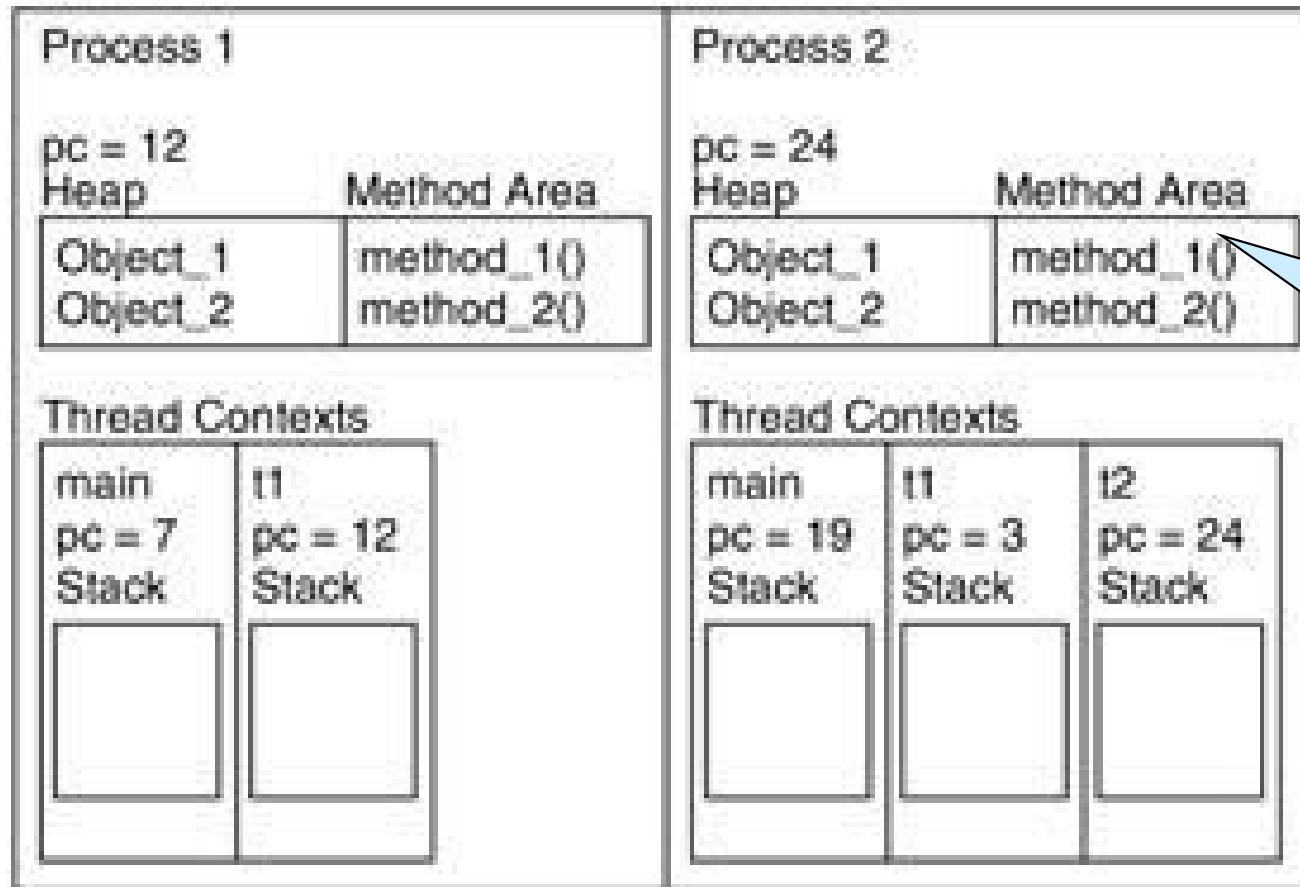 Process 1
pc = 12
Heap Method Area
Object_1 method_1()
Object_2 method_2()
Thread Contexts
main t1
pc = 7 pc = 12
Stack Stack
Process 2
pc = 24
Heap Method Area
Object_1 method_1()
Object_2 method_2()
Thread Contexts
main t1 t2
pc = 19 pc = 3 pc = 24
Stack Stack Stack